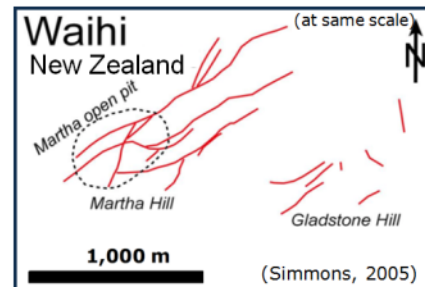 Waihi
(at same scale)
New Zealand
N
Martha open pit
Martha Hill
Gladstone Hill
1,000 m
(Simmons, 2005)